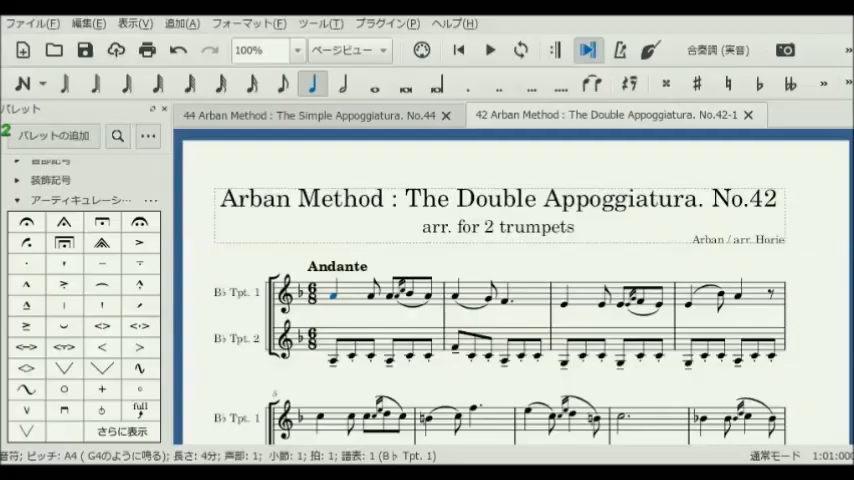 ファイル(F) 編集(E) 表示(V) 追加(A) フォーマット(F) ツール(T) プラグイン(P) ヘルプ(H)
100% ページビュー 合奏調 (実音)
パレット
44 Arban Method : The Simple Appoggiatura. No.44
42 Arban Method : The Double Appoggiatura. No.42-1
2
パレットの追加
装飾記号
アーティキュレーシ…
full
さらに表示
Arban Method : The Double Appoggiatura. No.42
arr. for 2 trumpets
Arban / arr. Horie
Andante
B♭ Tpt. 1
B♭ Tpt. 2
5
B♭ Tpt. 1
音符; ピッチ: A4 ( G4のように鳴る); 長さ: 4分; 声部: 1; 小節: 1; 拍: 1; 譜表: 1 (B♭ Tpt. 1)
通常モード 1:01:000